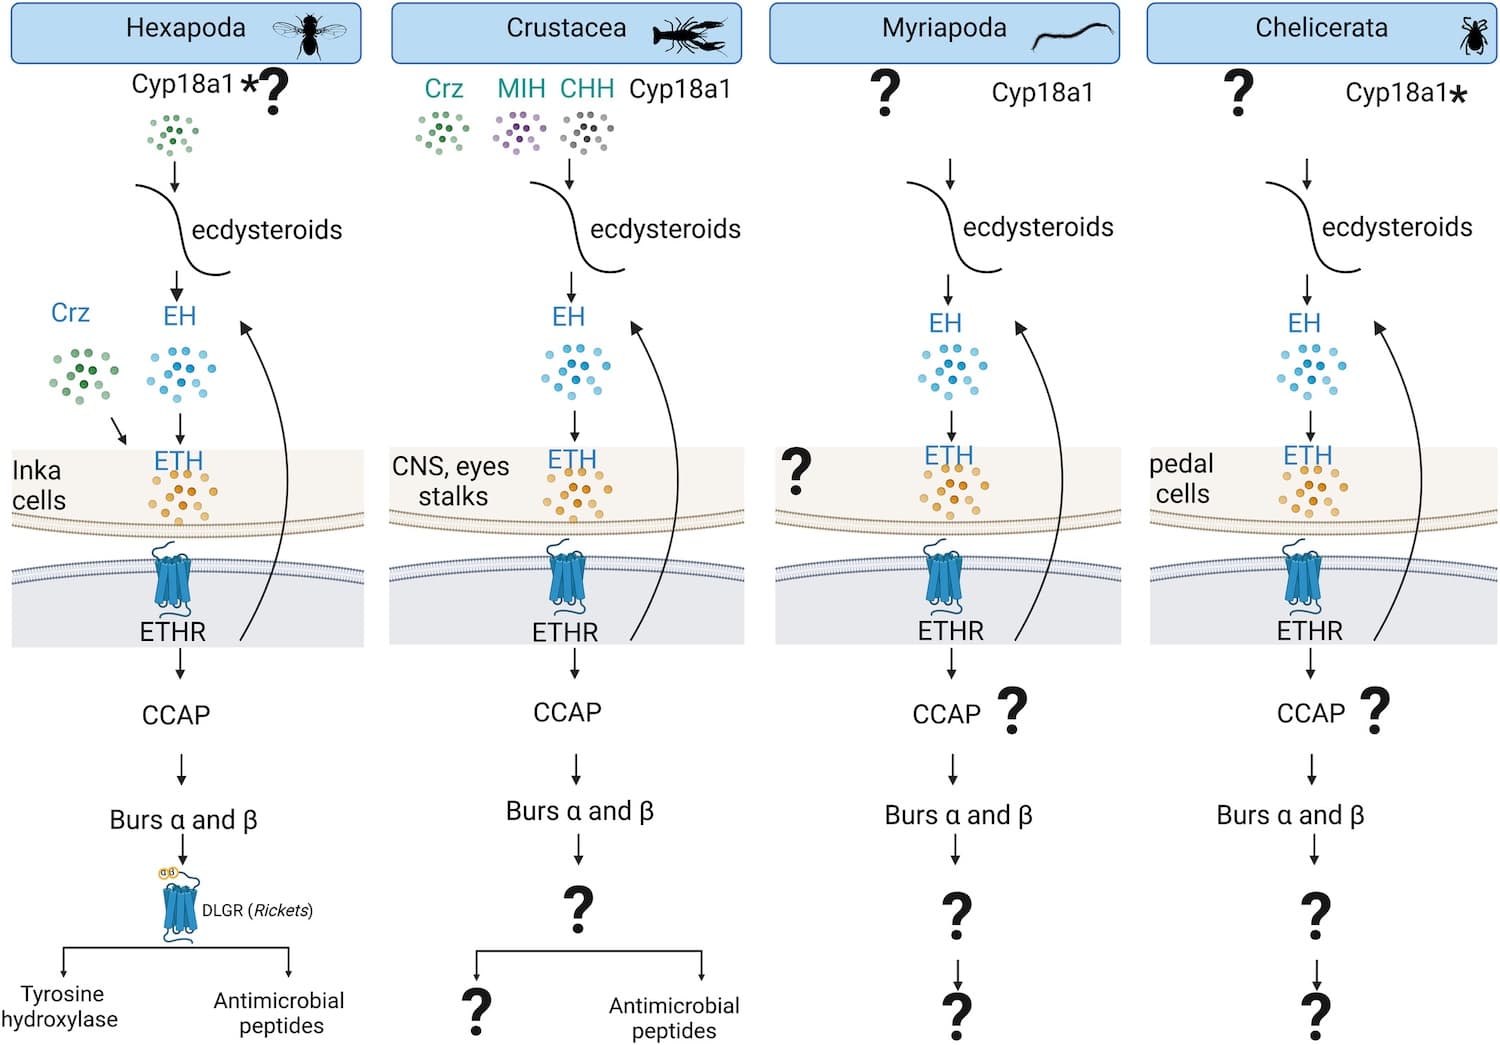 Hexapoda
Cyp18a1 *?
ecdysteroids
Crz
EH
Inka
cells
ETH
ETHR
CCAP
Burs α and β
αβ
DLGR (Rickets)
Tyrosine
hydroxylase
Antimicrobial
peptides
Crustacea
Crz MIH CHH Cyp18a1
ecdysteroids
EH
CNS, eyes
stalks
ETH
ETHR
CCAP
Burs α and β
?
?
Antimicrobial
peptides
Myriapoda
? Cyp18a1
ecdysteroids
EH
?
ETH
ETHR
CCAP ?
Burs α and β
?
?
Chelicerata
? Cyp18a1*
ecdysteroids
EH
pedal
cells
ETH
ETHR
CCAP ?
Burs α and β
?
?